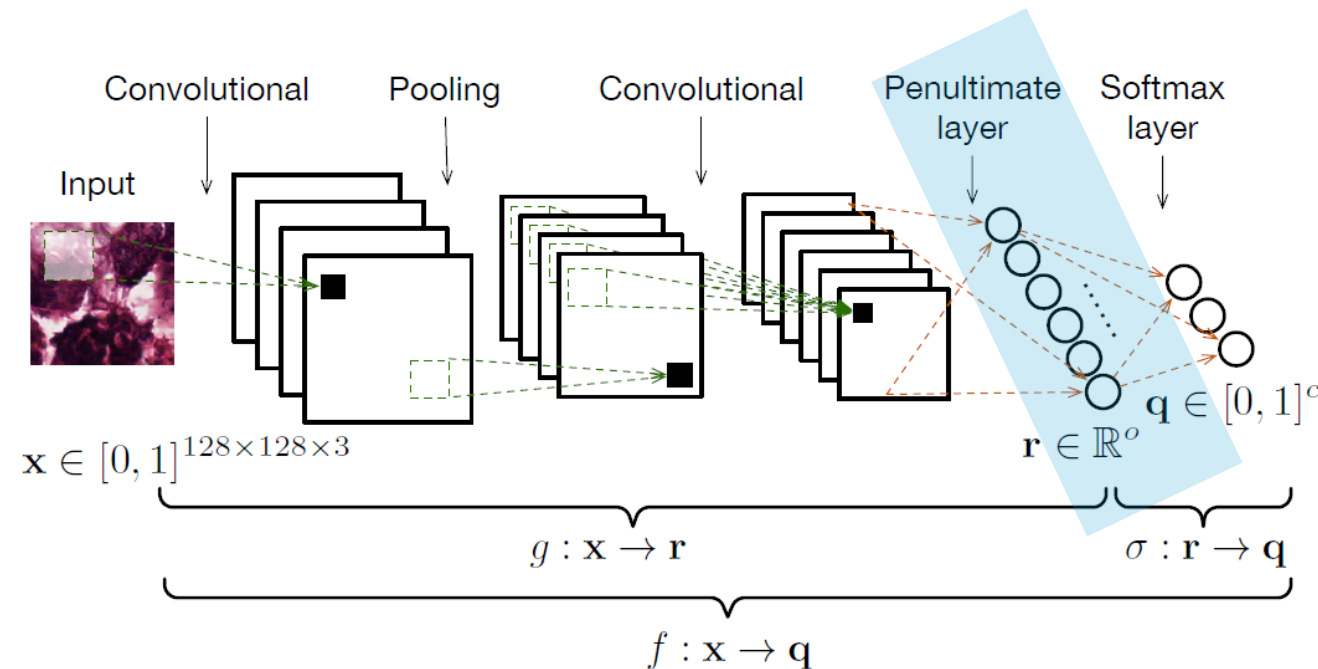 Convolutional
Pooling
Convolutional
Penultimate
layer
Softmax
layer
Input
x ∈ [0, 1]^{128×128×3}
r ∈ ℝ^o
q ∈ [0, 1]^c
g : x → r
σ : r → q
f : x → q